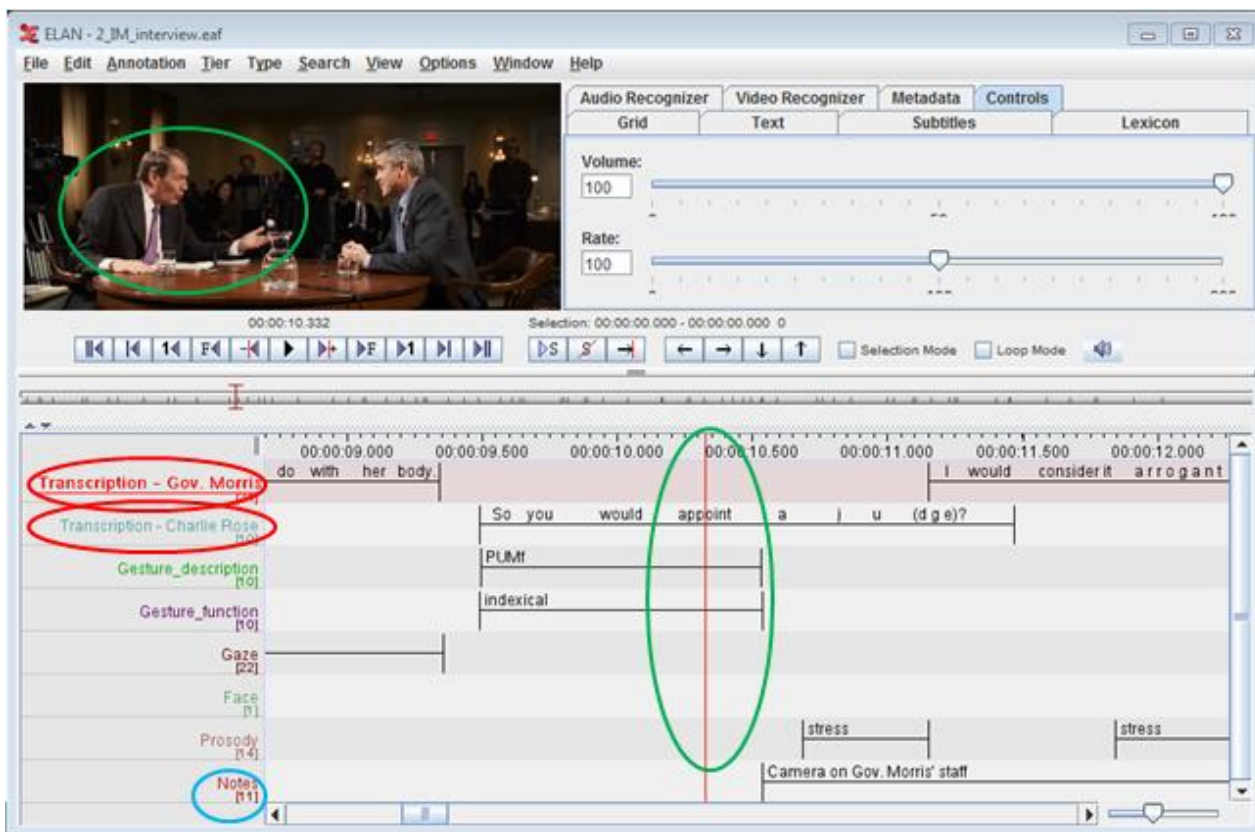 ELAN - 2_IM_interview.eaf
File Edit Annotation Tier Type Search View Options Window Help
Audio Recognizer Video Recognizer Metadata Controls
Grid Text Subtitles Lexicon
Volume:
100
Rate:
100
00:00:10.332 Selection: 00:00:00.000 - 00:00:00.000 0
1 F F 1 S S Selection Mode Loop Mode
00:00:09.000 00:00:09.500 00:00:10.000 00:00:10.500 00:00:11.000 00:00:11.500 00:00:12.000
do with her body. I would consider it arrogant
Transcription - Gov. Morris
So you would appoint a j u (d g e)?
Transcription - Charlie Rose
PUMf
Gesture_description
[10]
indexical
Gesture_function
[10]
Gaze
[22]
Face
[1]
stress stress
Prosody
[14]
Camera on Gov. Morris' staff
Notes
[11]